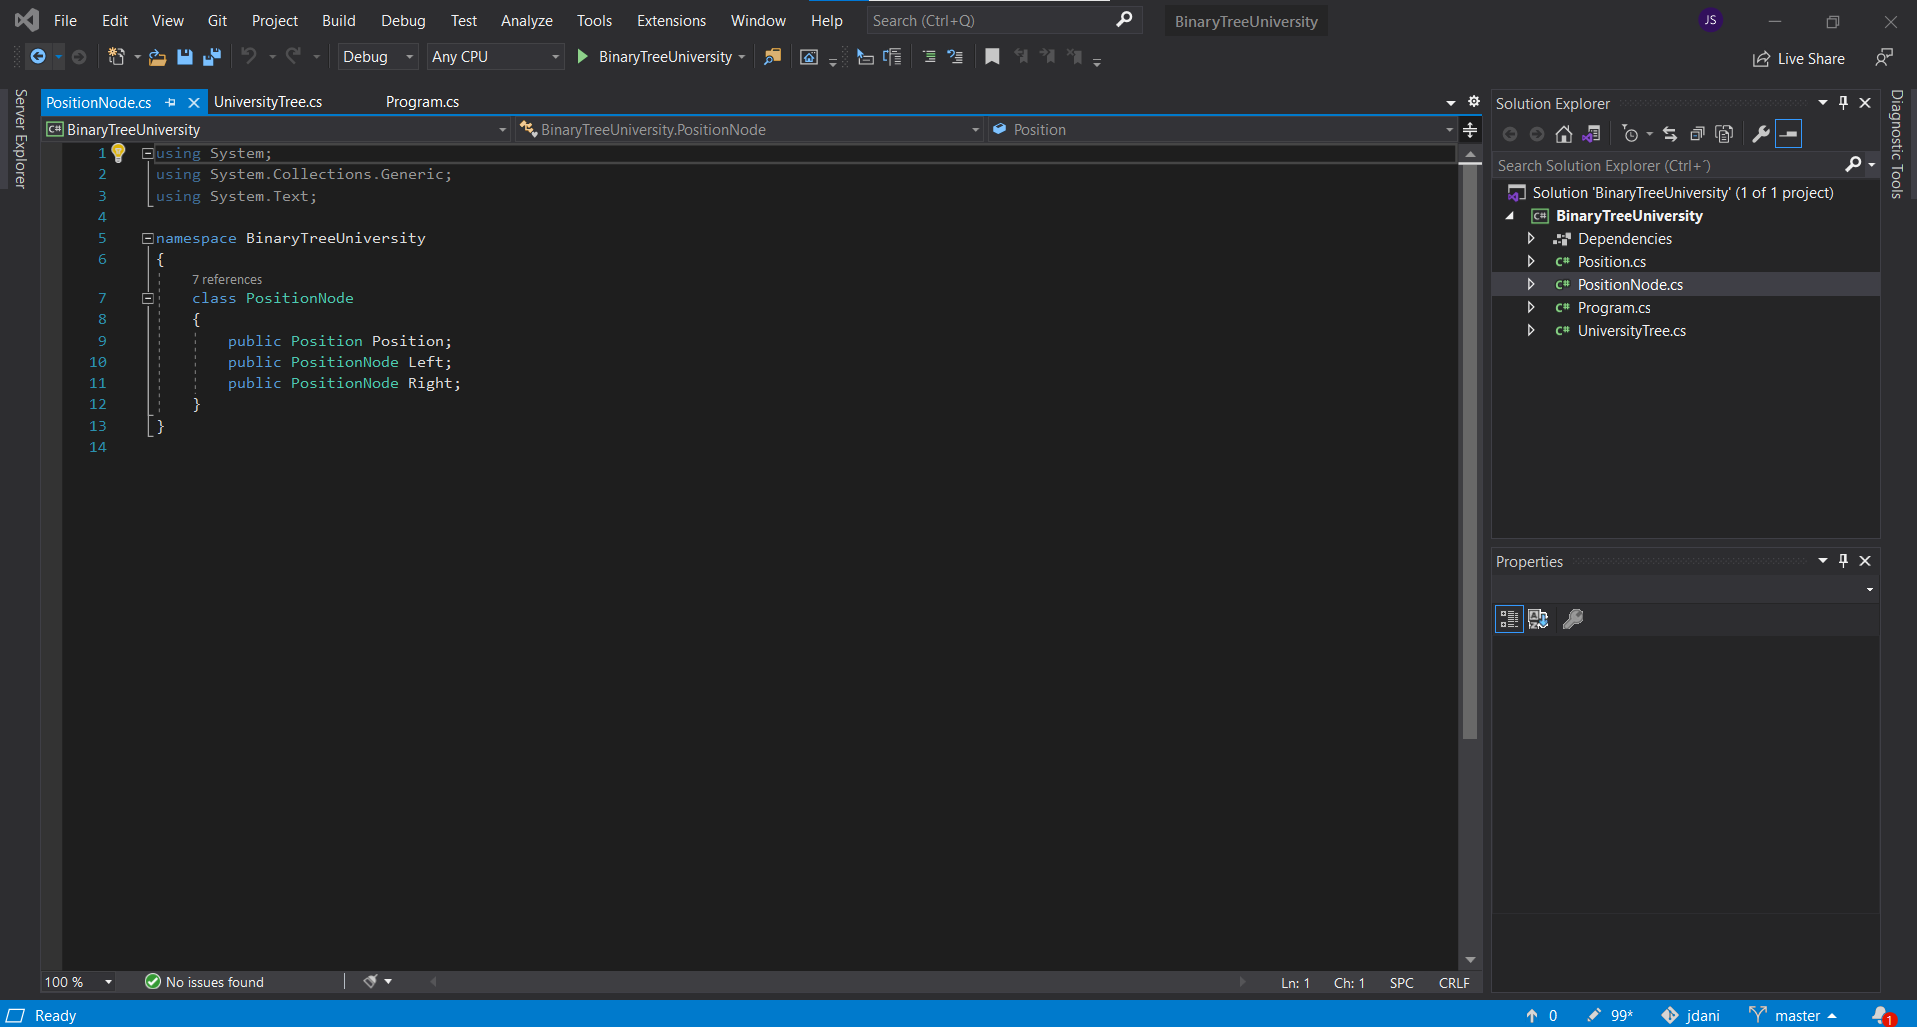 File Edit View Git Project Build Debug Test Analyze Tools Extensions Window Help Search (Ctrl+Q) BinaryTreeUniversity JS
Debug Any CPU BinaryTreeUniversity Live Share
Server Explorer
PositionNode.cs UniversityTree.cs Program.cs
BinaryTreeUniversity BinaryTreeUniversity.PositionNode Position
1 using System;
2 using System.Collections.Generic;
3 using System.Text;
4
5 namespace BinaryTreeUniversity
6 {
7 references
7 class PositionNode
8 {
9 public Position Position;
10 public PositionNode Left;
11 public PositionNode Right;
12 }
13 }
14
100 % No issues found Ln: 1 Ch: 1 SPC CRLF
Solution Explorer
Search Solution Explorer (Ctrl+´)
Solution 'BinaryTreeUniversity' (1 of 1 project)
C# BinaryTreeUniversity
Dependencies
C# Position.cs
C# PositionNode.cs
C# Program.cs
C# UniversityTree.cs
Properties
Diagnostic Tools
Ready 0 99* jdani master 1